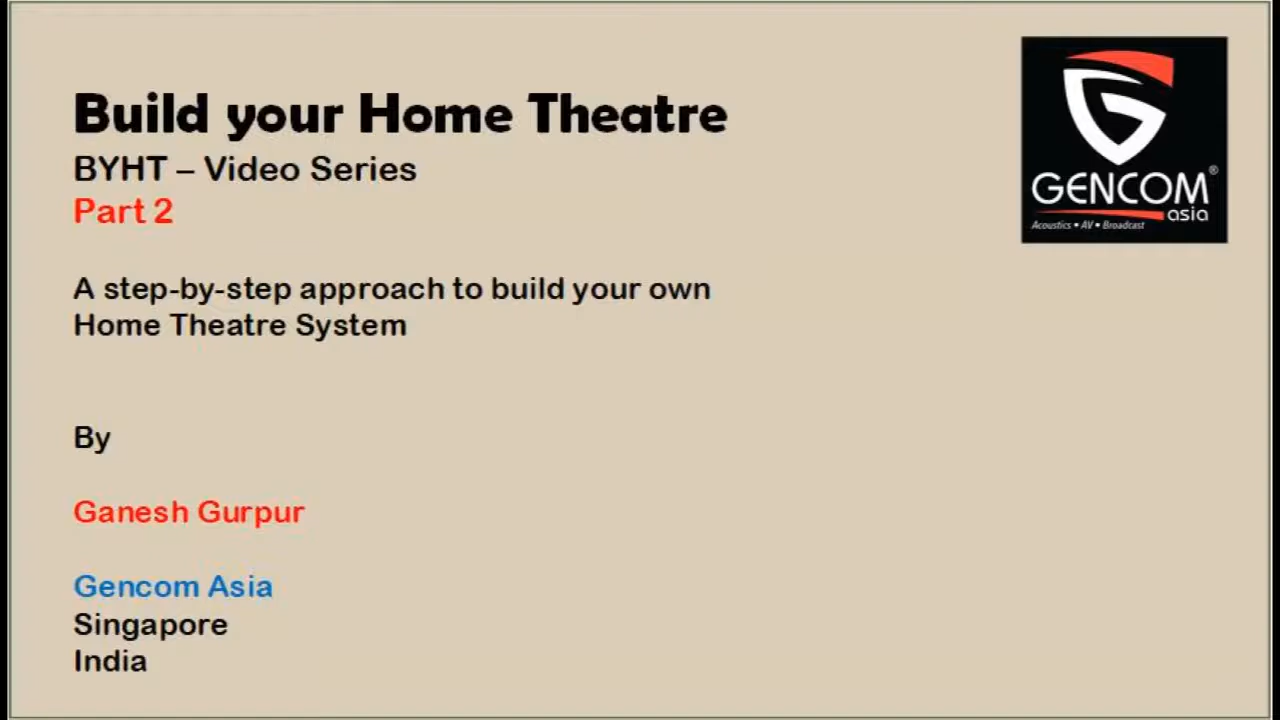 Build your Home Theatre
BYHT – Video Series
Part 2
A step-by-step approach to build your own
Home Theatre System
By
Ganesh Gurpur
Gencom Asia
Singapore
India
GENCOM®
asia
Acoustics • AV • Broadcast